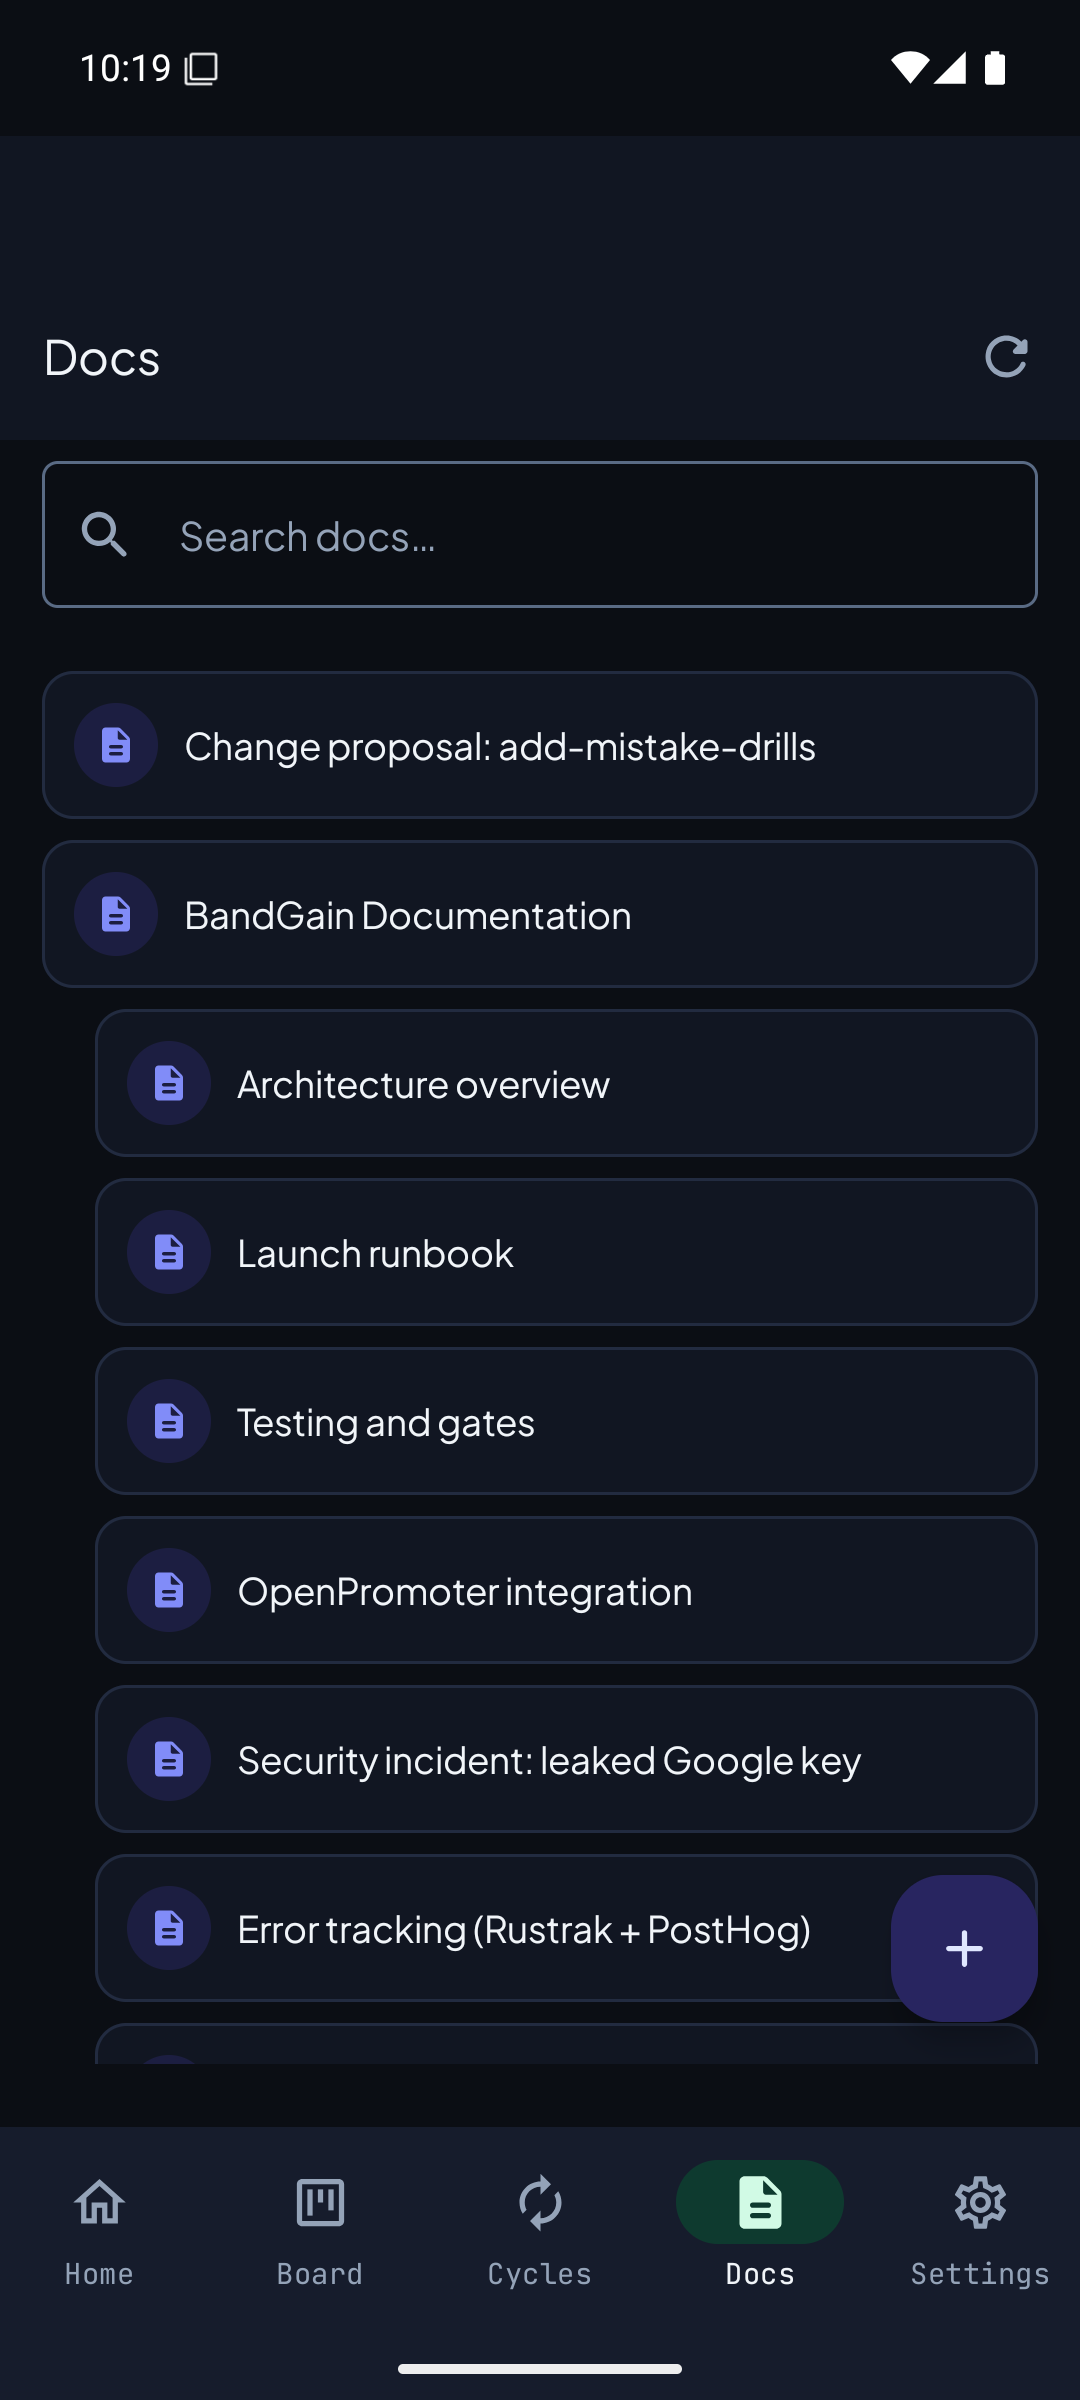 10:19
Docs
Search docs...
Change proposal: add-mistake-drills
BandGain Documentation
Architecture overview
Launch runbook
Testing and gates
OpenPromoter integration
Security incident: leaked Google key
Error tracking (Rustrak + PostHog)
Home
Board
Cycles
Docs
Settings